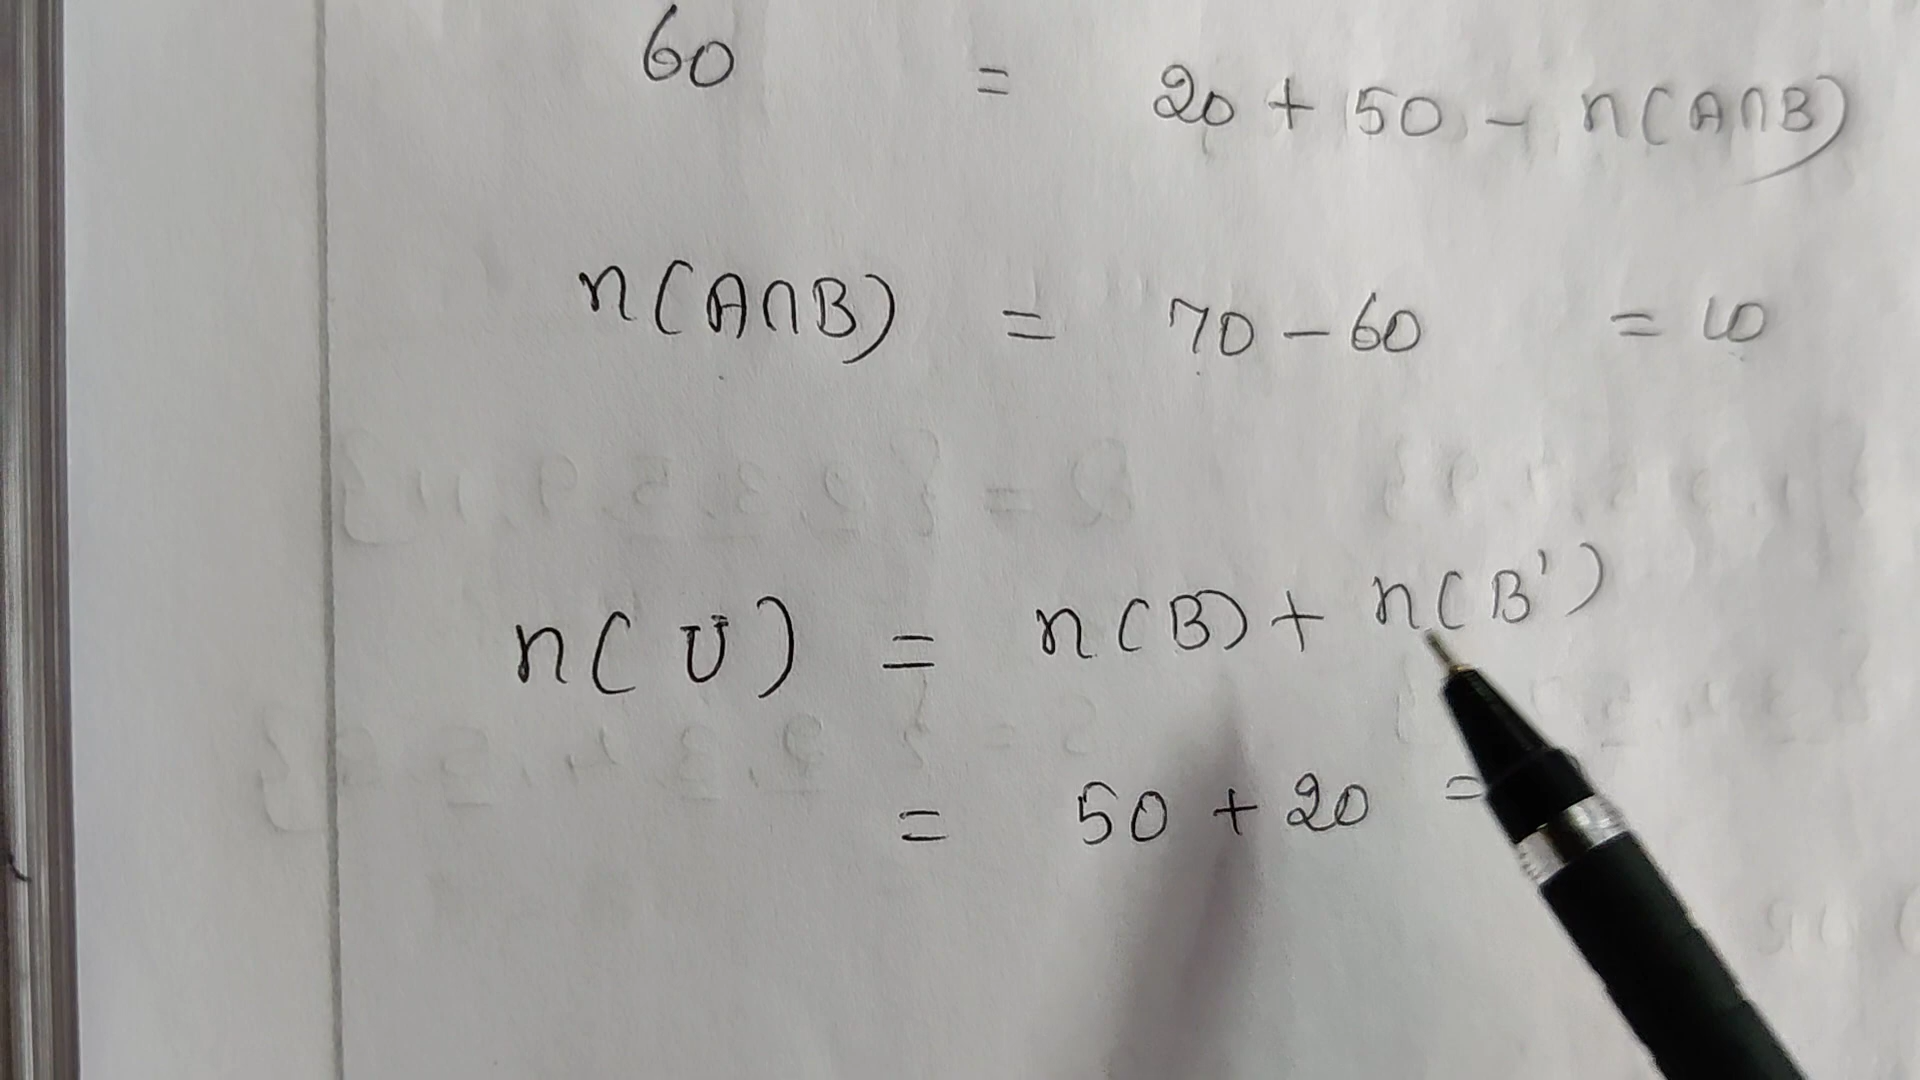 60 = 20 + 50 - n(A∩B)
n(A∩B) = 70 - 60 = 10
n(U) = n(B) + n(B')
= 50 + 20 =